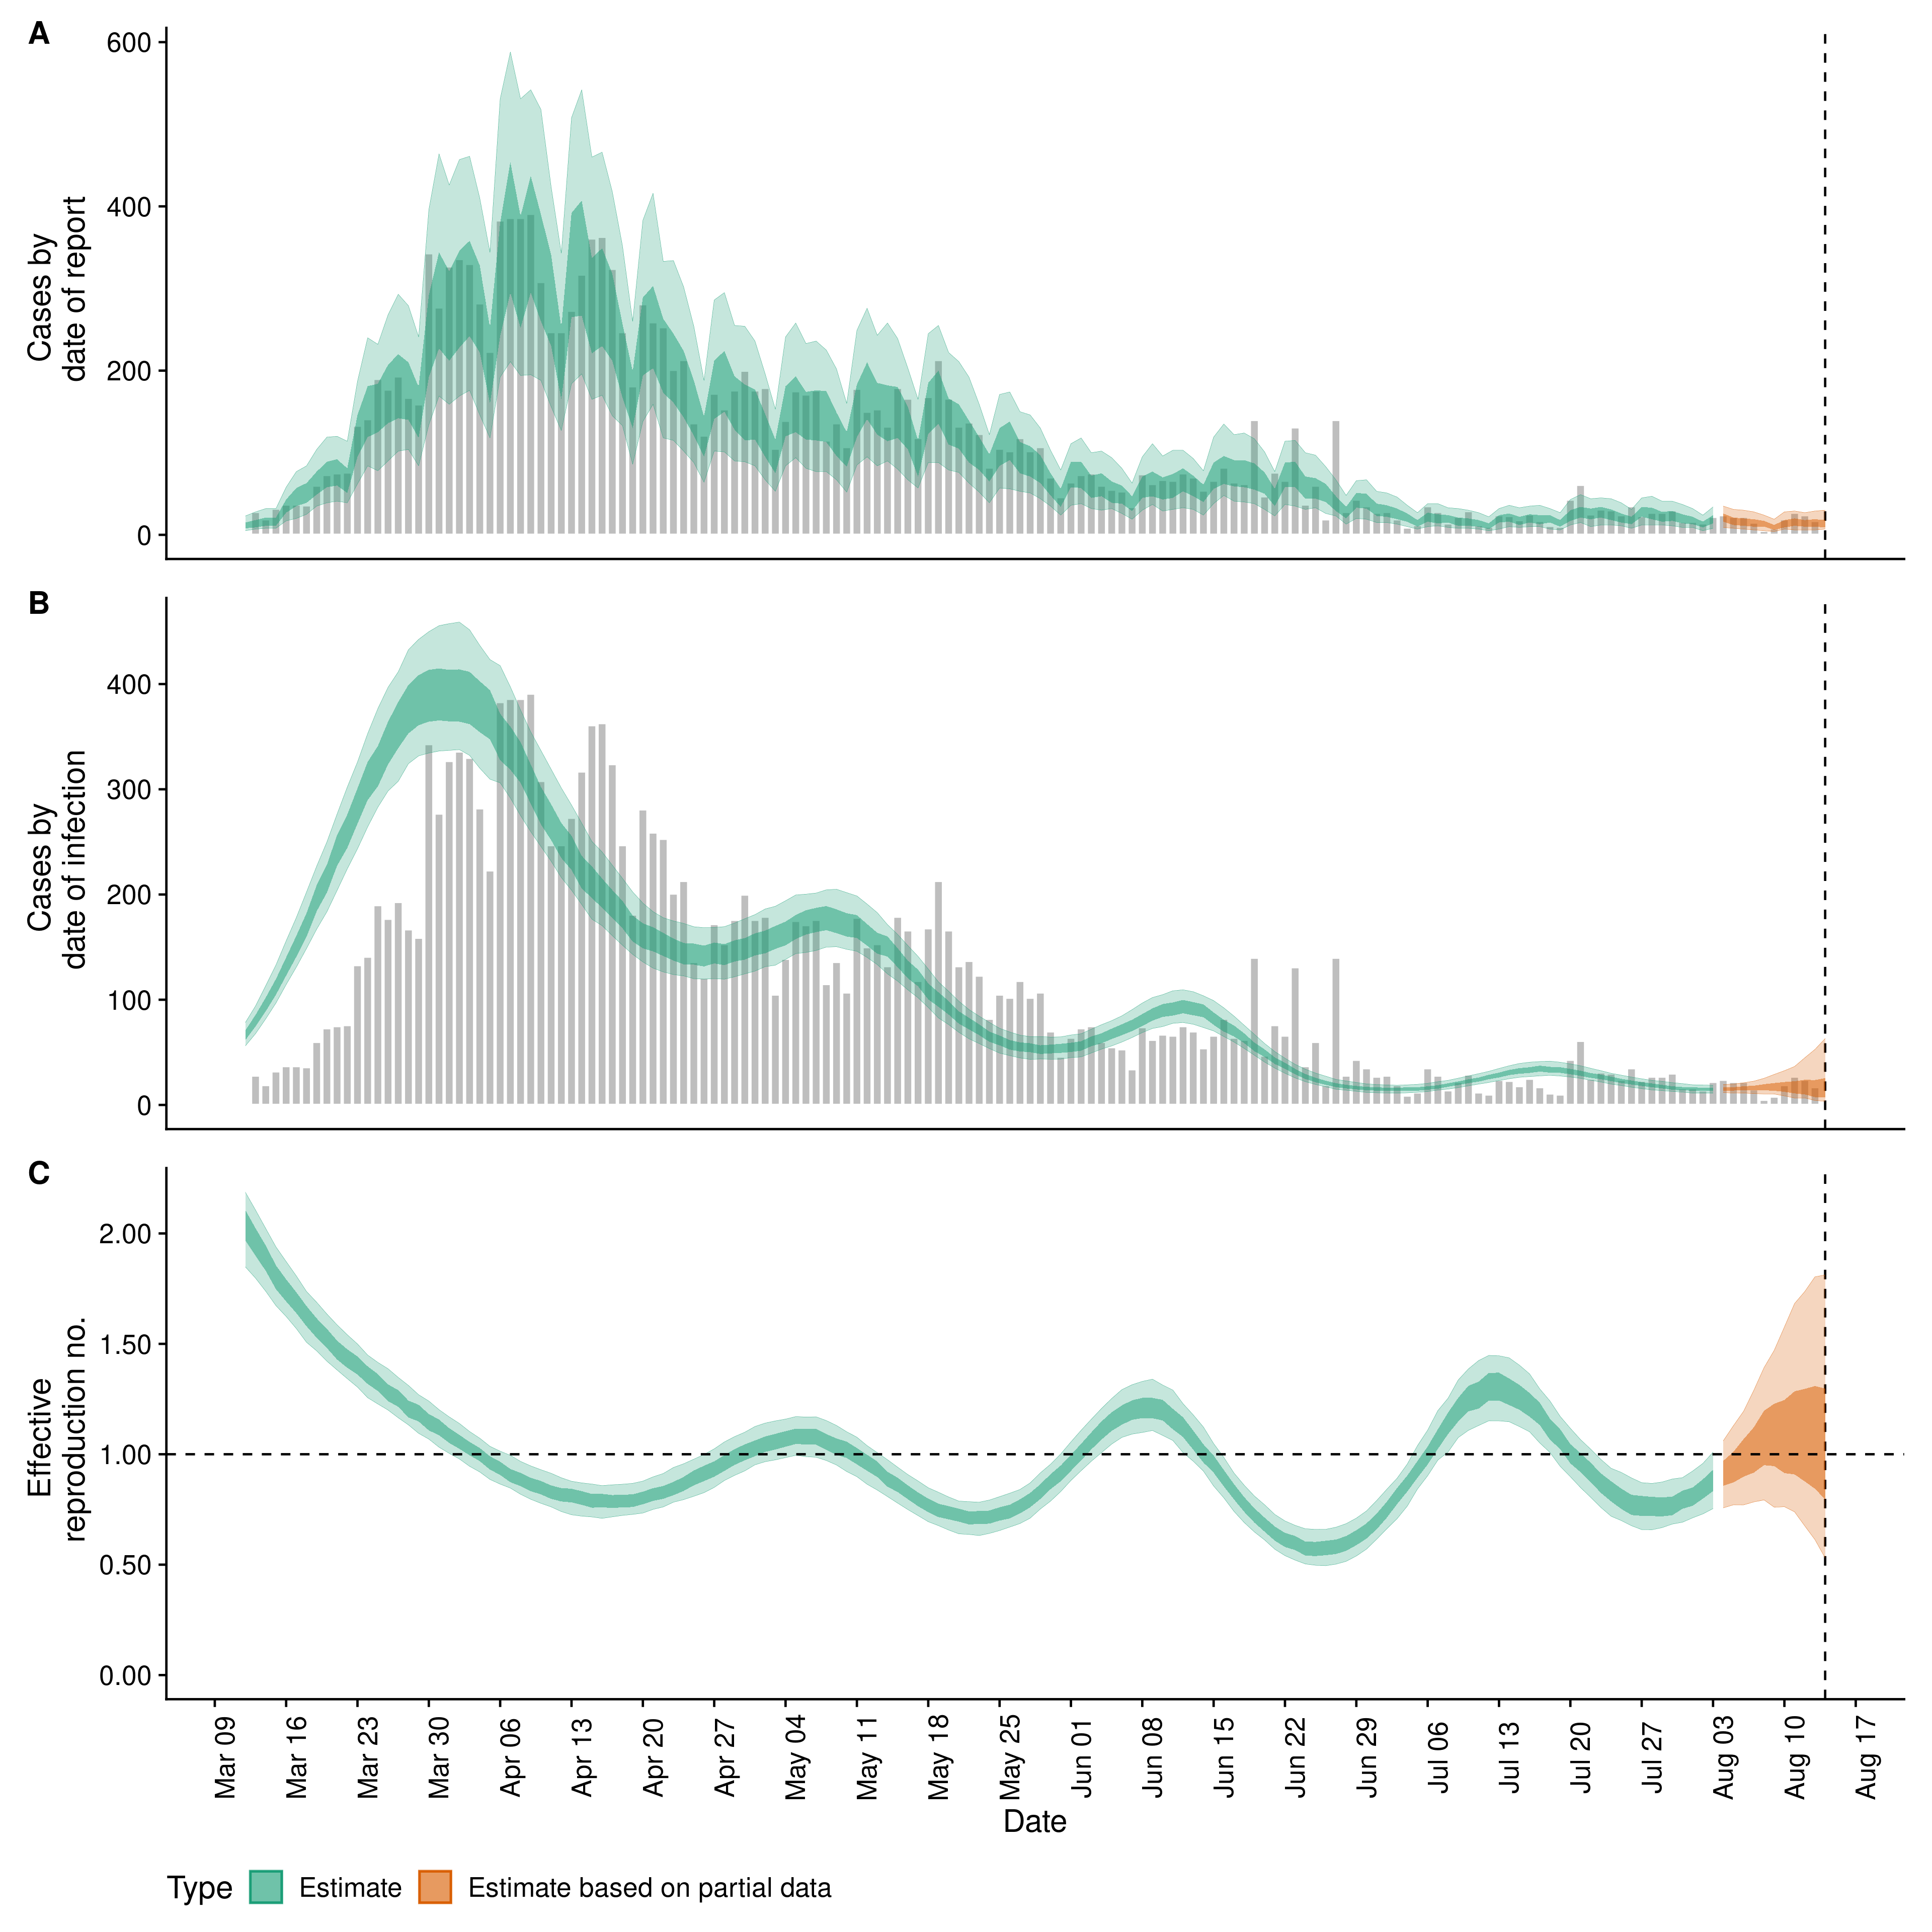 A
Cases by
date of report
600
400
200
0
B
Cases by
date of infection
400
300
200
100
0
C
Effective
reproduction no.
2.00
1.50
1.00
0.50
0.00
Mar 09
Mar 16
Mar 23
Mar 30
Apr 06
Apr 13
Apr 20
Apr 27
May 04
May 11
May 18
May 25
Jun 01
Jun 08
Jun 15
Jun 22
Jun 29
Jul 06
Jul 13
Jul 20
Jul 27
Aug 03
Aug 10
Aug 17
Date
Type Estimate Estimate based on partial data